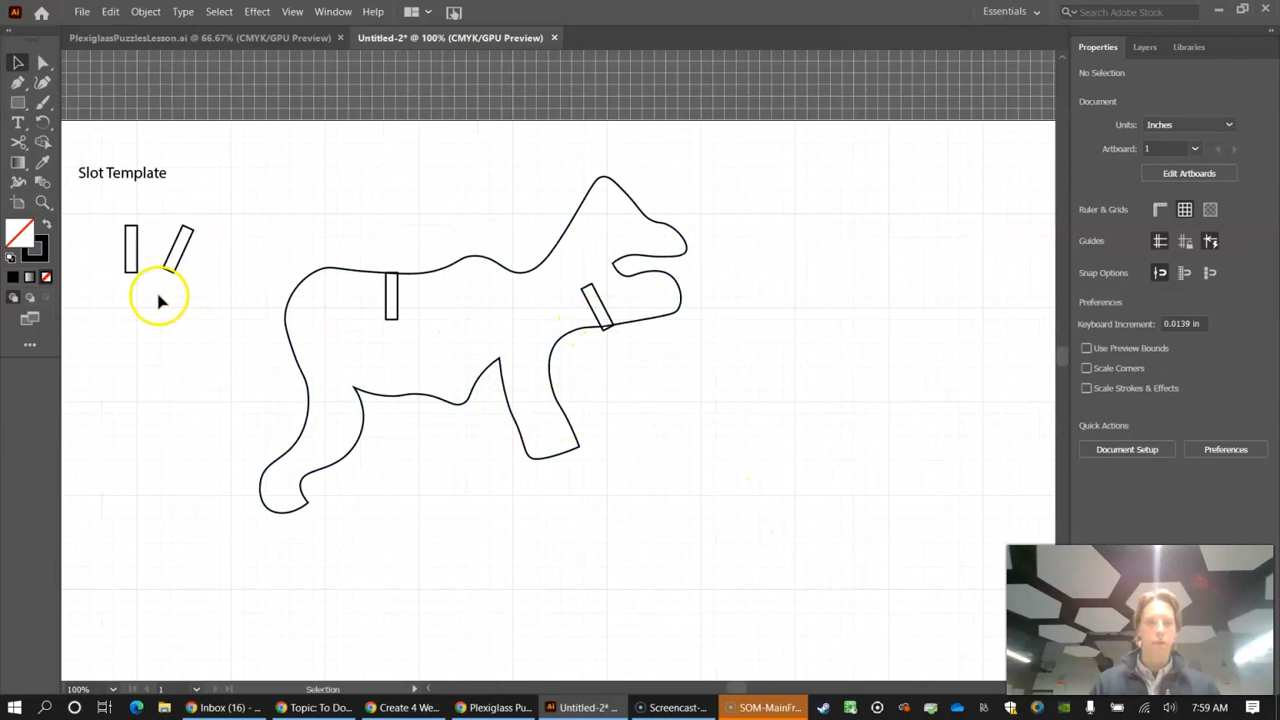 Ai File Edit Object Type Select Effect View Window Help Essentials Search Adobe Stock
PlexiglassPuzzlesLesson.ai @ 66.67% (CMYK/GPU Preview) × Untitled-2* @ 100% (CMYK/GPU Preview) ×
Properties Layers Libraries
No Selection
Document
Units: Inches
Artboard: 1
Edit Artboards
Ruler & Grids
Guides
Snap Options
Preferences
Keyboard Increment: 0.0139 in
Use Preview Bounds
Scale Corners
Scale Strokes & Effects
Quick Actions
Document Setup Preferences
Slot Template
100% 1 Selection
Inbox (16) - Topic To Do Create 4 We Plexiglass Puz Untitled-2* Screencast- SOM-MainFr 7:59 AM